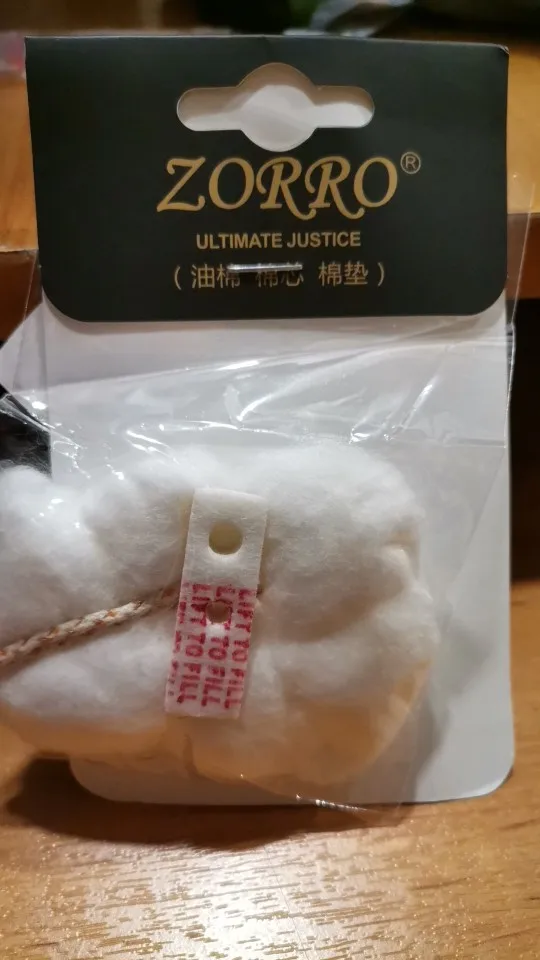 ZORRO®
ULTIMATE JUSTICE
(油棉 棉芯 棉垫)
LIFT TO FILL
LIFT TO FILL
LIFT TO FILL